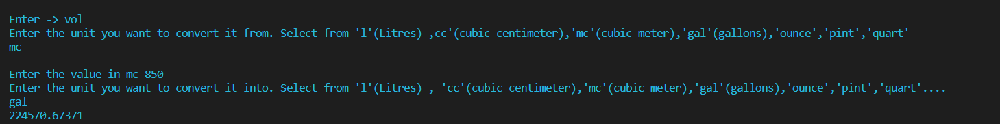 Enter -> vol
Enter the unit you want to convert it from. Select from 'l'(Litres) ,cc'(cubic centimeter),'mc'(cubic meter),'gal'(gallons),'ounce','pint','quart'
mc
Enter the value in mc 850
Enter the unit you want to convert it into. Select from 'l'(Litres) , 'cc'(cubic centimeter),'mc'(cubic meter),'gal'(gallons),'ounce','pint','quart'....
gal
224570.67371